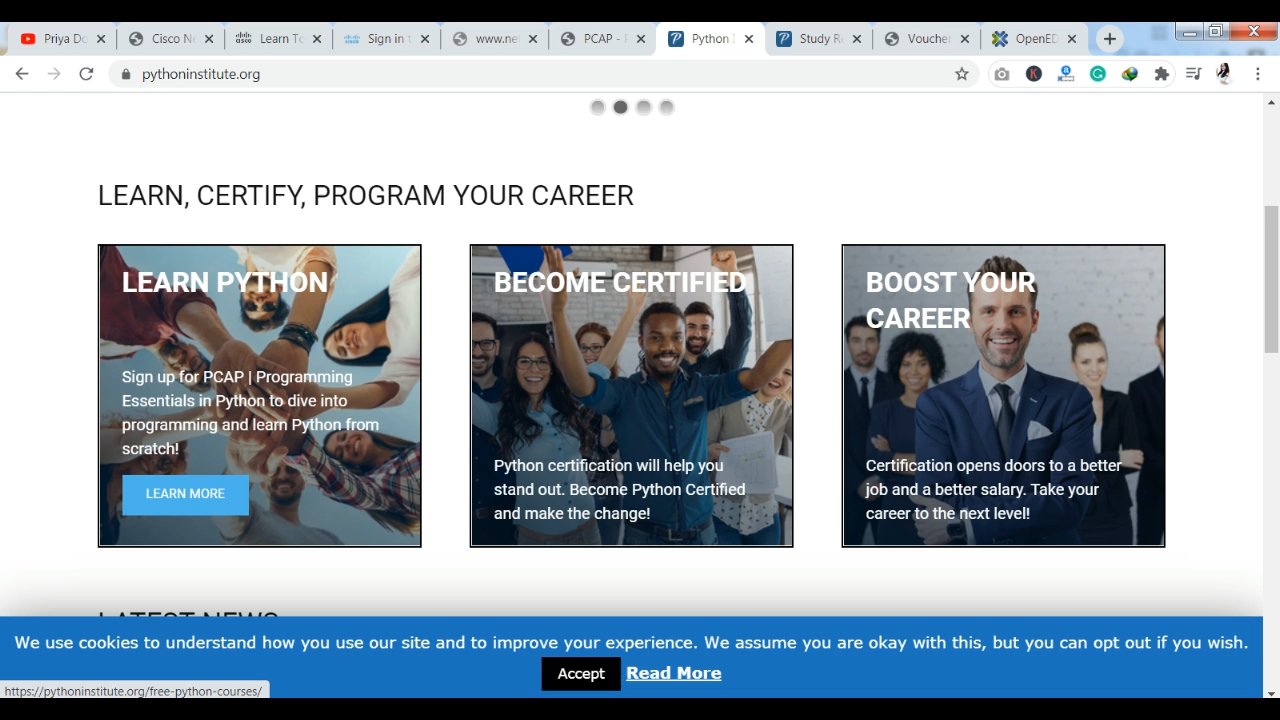 Priya Do
Cisco N
Learn To
Sign in t
www.ne
PCAP -
Python I
Study R
Voucher
OpenED
pythoninstitute.org
LEARN, CERTIFY, PROGRAM YOUR CAREER
LEARN PYTHON
Sign up for PCAP | Programming
Essentials in Python to dive into
programming and learn Python from
scratch!
LEARN MORE
BECOME CERTIFIED
Python certification will help you
stand out. Become Python Certified
and make the change!
BOOST YOUR
CAREER
Certification opens doors to a better
job and a better salary. Take your
career to the next level!
LATEST NEWS
We use cookies to understand how you use our site and to improve your experience. We assume you are okay with this, but you can opt out if you wish.
Accept Read More
https://pythoninstitute.org/free-python-courses/